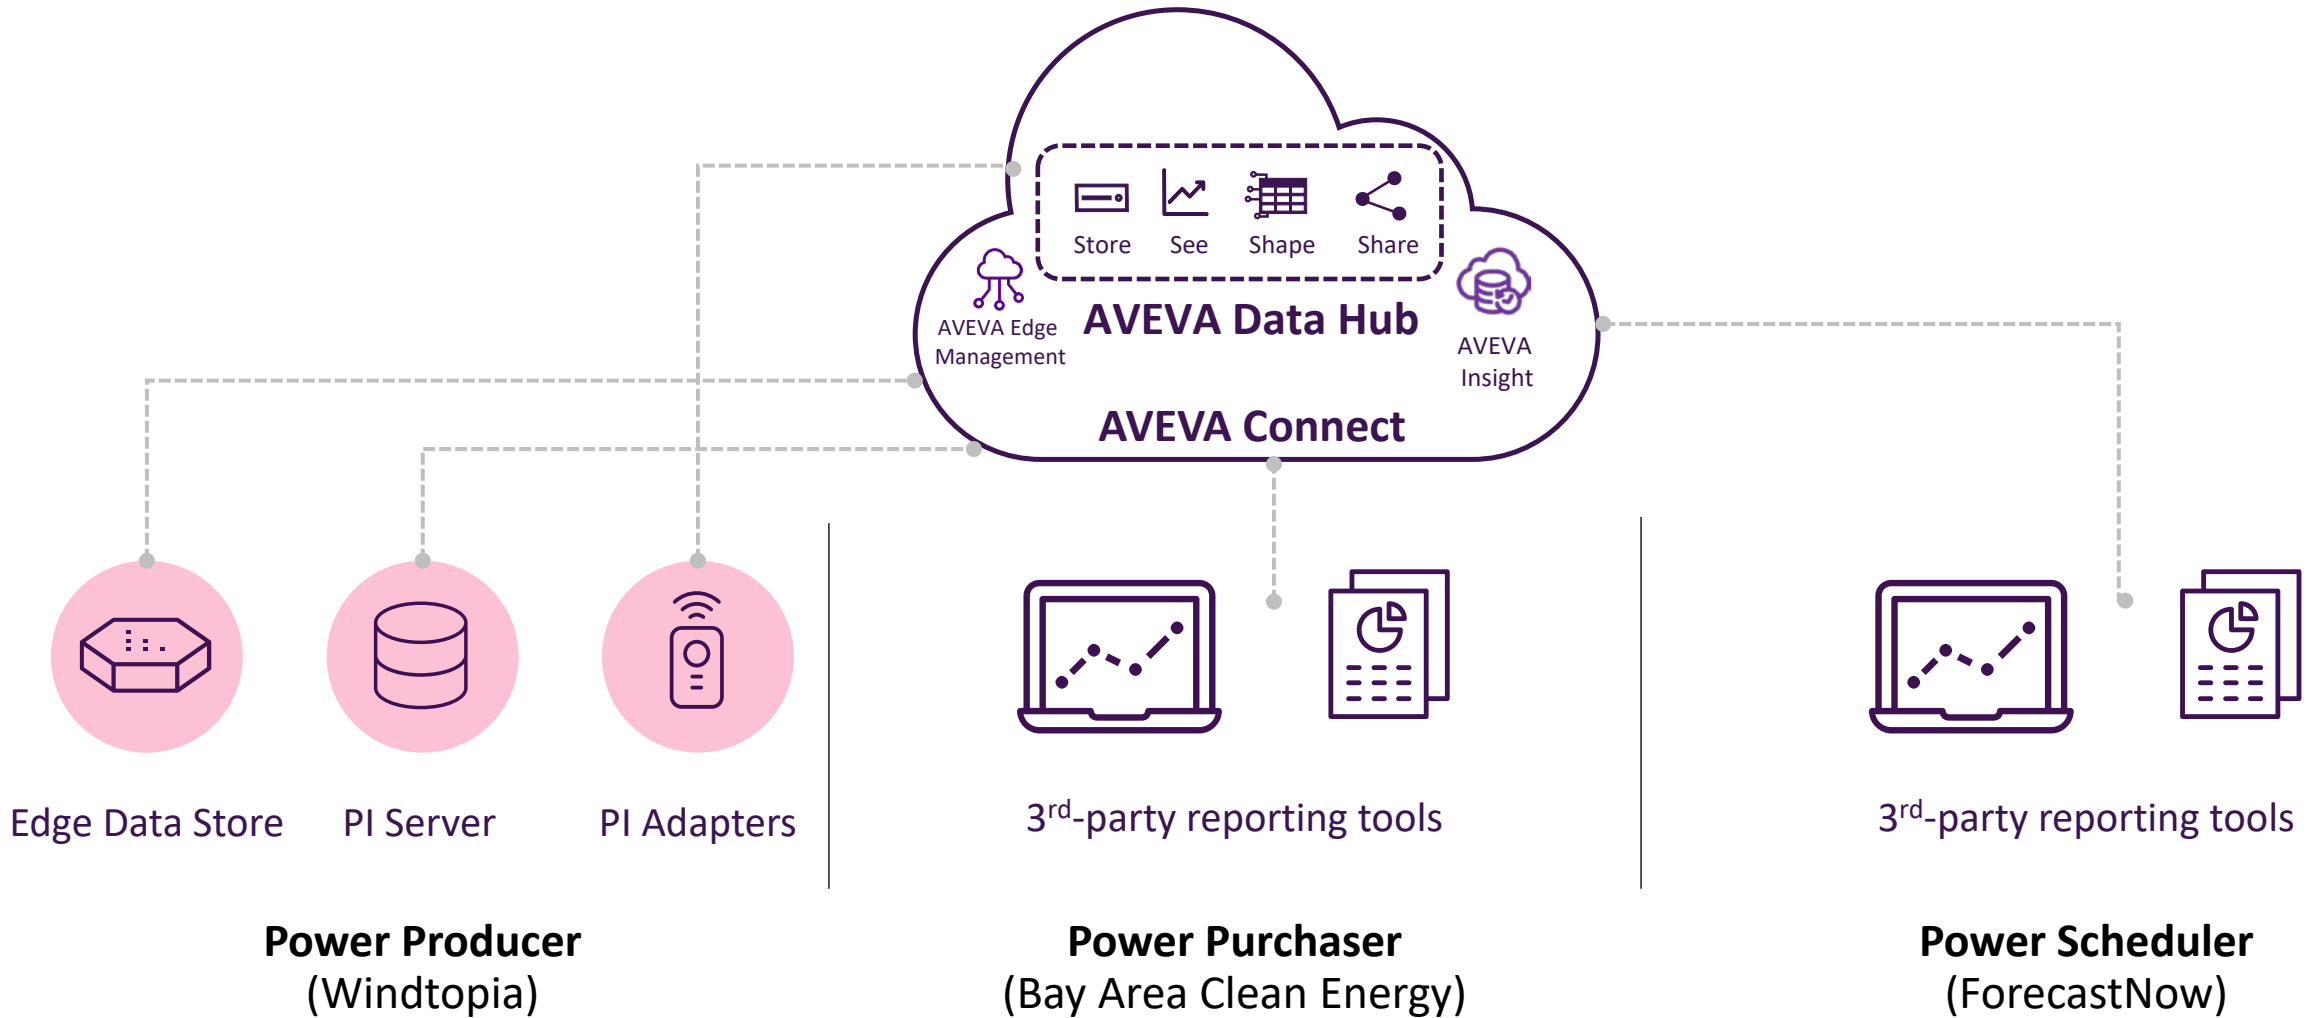 Store
See
Shape
Share
AVEVA Data Hub
AVEVA Edge
Management
AVEVA
Insight
AVEVA Connect
Edge Data Store
PI Server
PI Adapters
3rd-party reporting tools
3rd-party reporting tools
Power Producer
(Windtopia)
Power Purchaser
(Bay Area Clean Energy)
Power Scheduler
(ForecastNow)